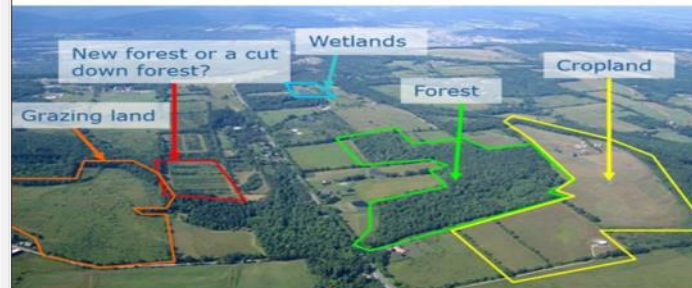 Wetlands
New forest or a cut
down forest?
Cropland
Forest
Grazing land